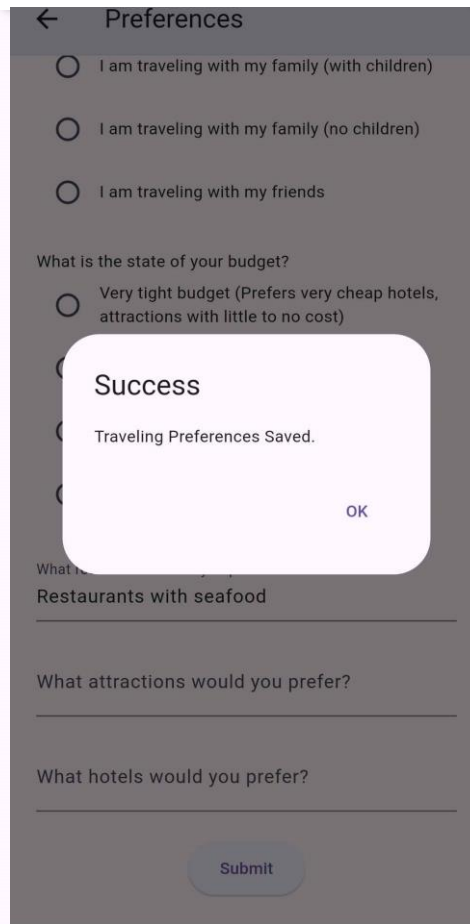 Preferences
I am traveling with my family (with children)
I am traveling with my family (no children)
I am traveling with my friends
What is the state of your budget?
Very tight budget (Prefers very cheap hotels,
attractions with little to no cost)
Success
Traveling Preferences Saved.
OK
What
Restaurants with seafood
What attractions would you prefer?
What hotels would you prefer?
Submit